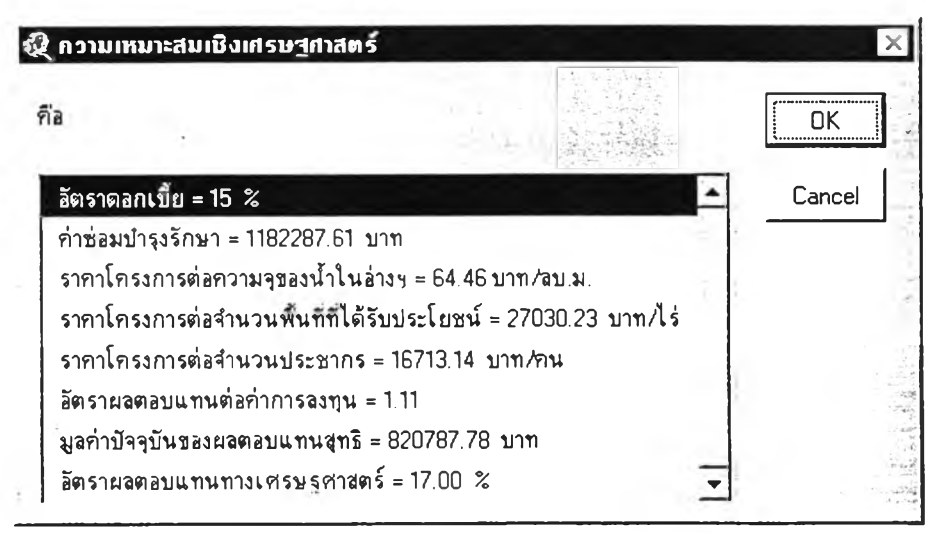 ความเหมาะสมเชิงเศรษฐศาสตร์
คือ
OK
Cancel
อัตราดอกเบี้ย = 15 %
ค่าซ่อมบำรุงรักษา = 1182287.61 บาท
ราคาโครงการต่อความจุของน้ำในอ่างฯ = 64.46 บาท/ลบ.ม.
ราคาโครงการต่อจำนวนพื้นที่ที่ได้รับประโยชน์ = 27030.23 บาท/ไร่
ราคาโครงการต่อจำนวนประชากร = 16713.14 บาท/คน
อัตราผลตอบแทนต่อค่าการลงทุน = 1.11
มูลค่าปัจจุบันของผลตอบแทนสุทธิ = 820787.78 บาท
อัตราผลตอบแทนทางเศรษฐศาสตร์ = 17.00 %